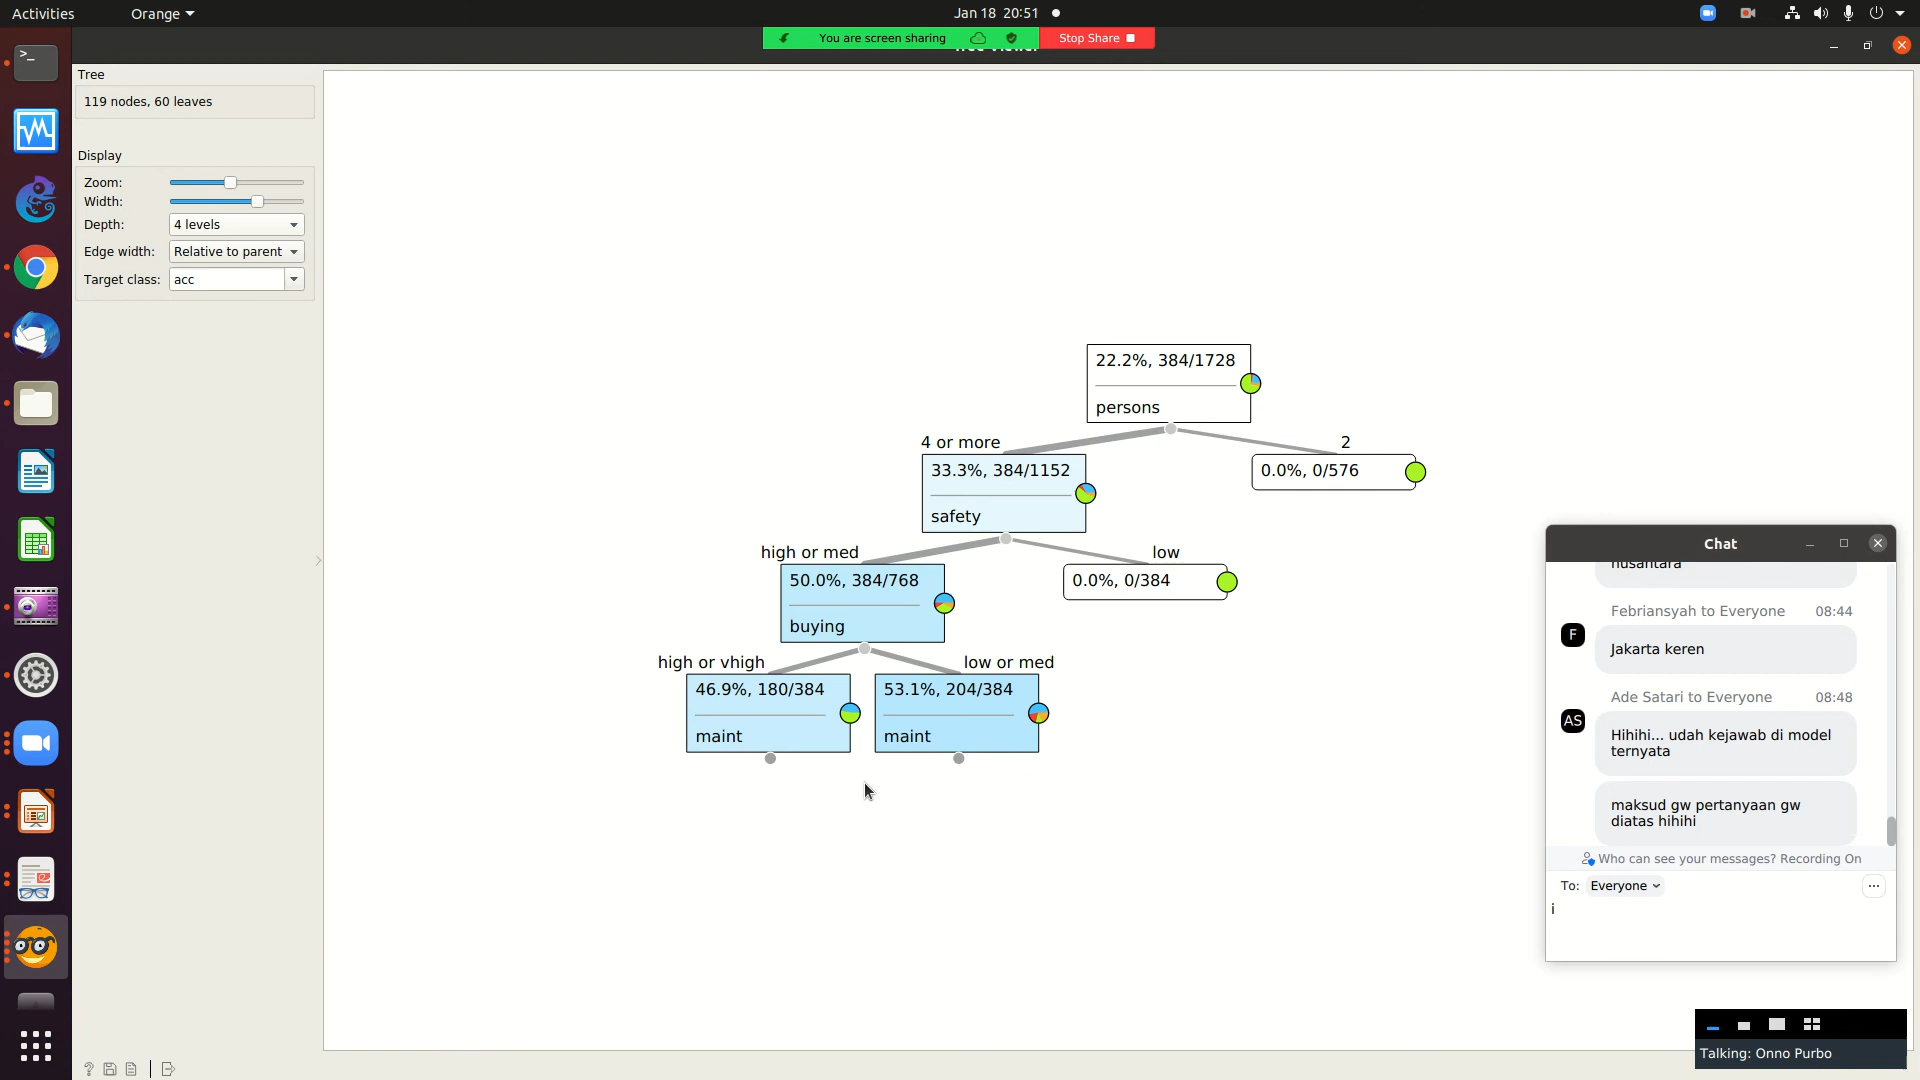 Activities
Orange
Jan 18 20:51
You are screen sharing
Stop Share
Tree
119 nodes, 60 leaves
Display
Zoom:
Width:
Depth:
4 levels
Edge width:
Relative to parent
Target class:
acc
22.2%, 384/1728
persons
4 or more
2
33.3%, 384/1152
safety
0.0%, 0/576
high or med
low
50.0%, 384/768
buying
0.0%, 0/384
high or vhigh
low or med
46.9%, 180/384
maint
53.1%, 204/384
maint
Chat
nusantara
Febriansyah to Everyone 08:44
F
Jakarta keren
Ade Satari to Everyone 08:48
AS
Hihihi... udah kejawab di model
ternyata
maksud gw pertanyaan gw
diatas hihihi
Who can see your messages? Recording On
To: Everyone
i
Talking: Onno Purbo